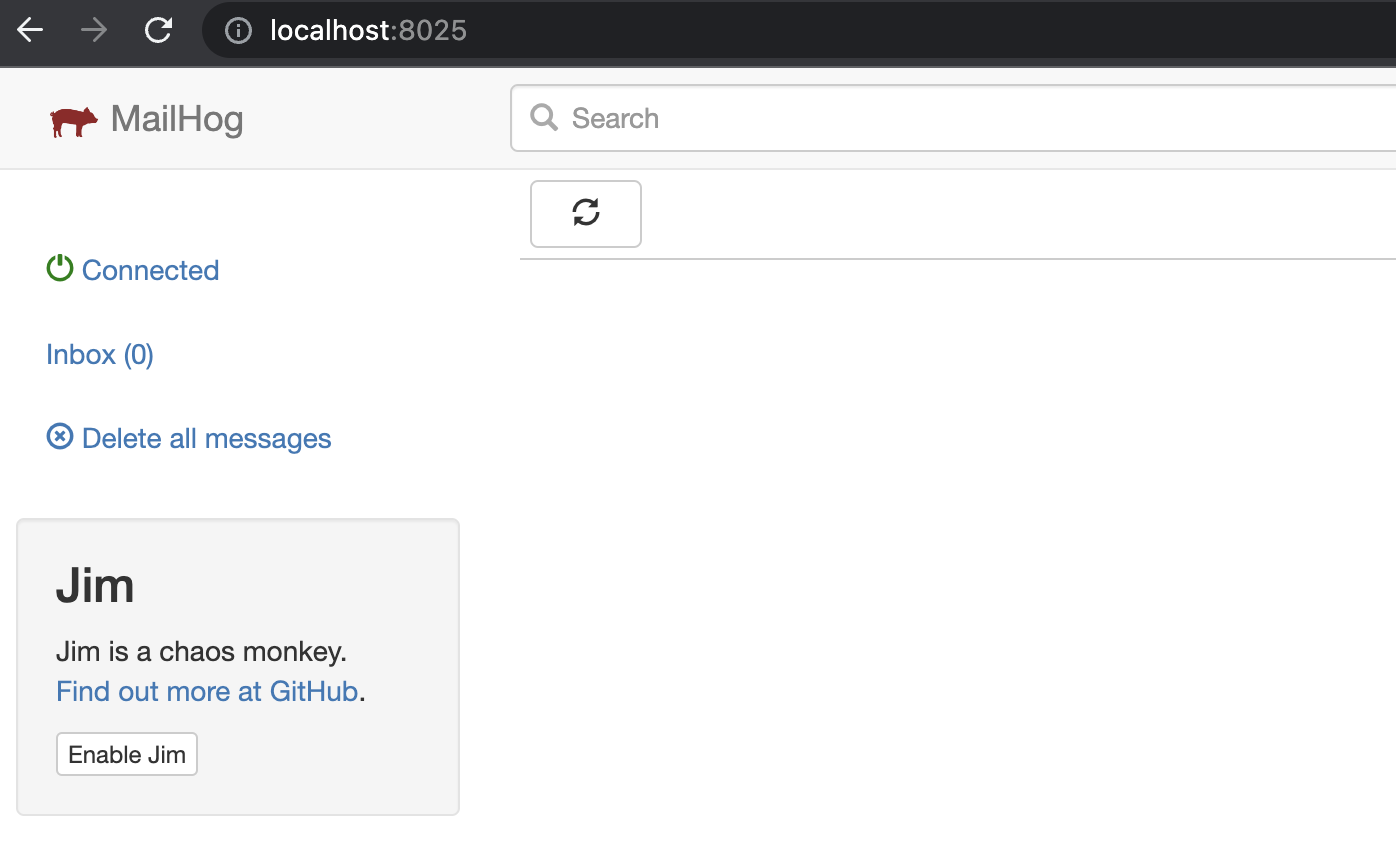 localhost:8025
MailHog
Search
Connected
Inbox (0)
Delete all messages
Jim
Jim is a chaos monkey.
Find out more at GitHub.
Enable Jim